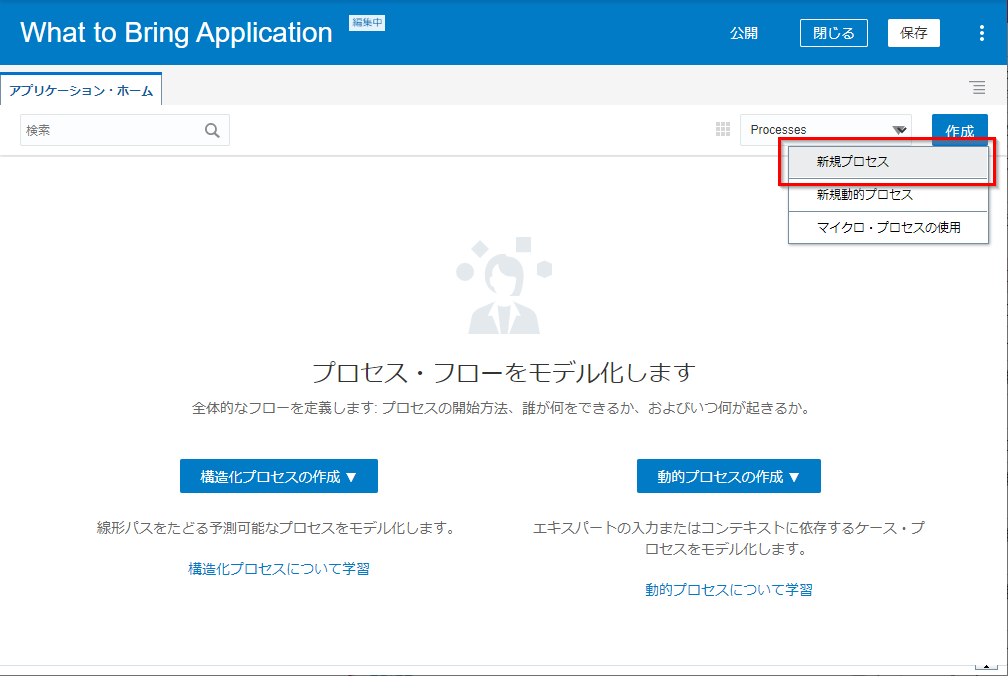 What to Bring Application 編集中 公開 閉じる 保存
アプリケーション・ホーム
検索 Processes 作成
新規プロセス
新規動的プロセス
マイクロ・プロセスの使用
プロセス・フローをモデル化します
全体的なフローを定義します: プロセスの開始方法、誰が何をできるか、およびいつ何が起きるか。
構造化プロセスの作成 ▼
線形パスをたどる予測可能なプロセスをモデル化します。
構造化プロセスについて学習
動的プロセスの作成 ▼
エキスパートの入力またはコンテキストに依存するケース・プ
ロセスをモデル化します。
動的プロセスについて学習